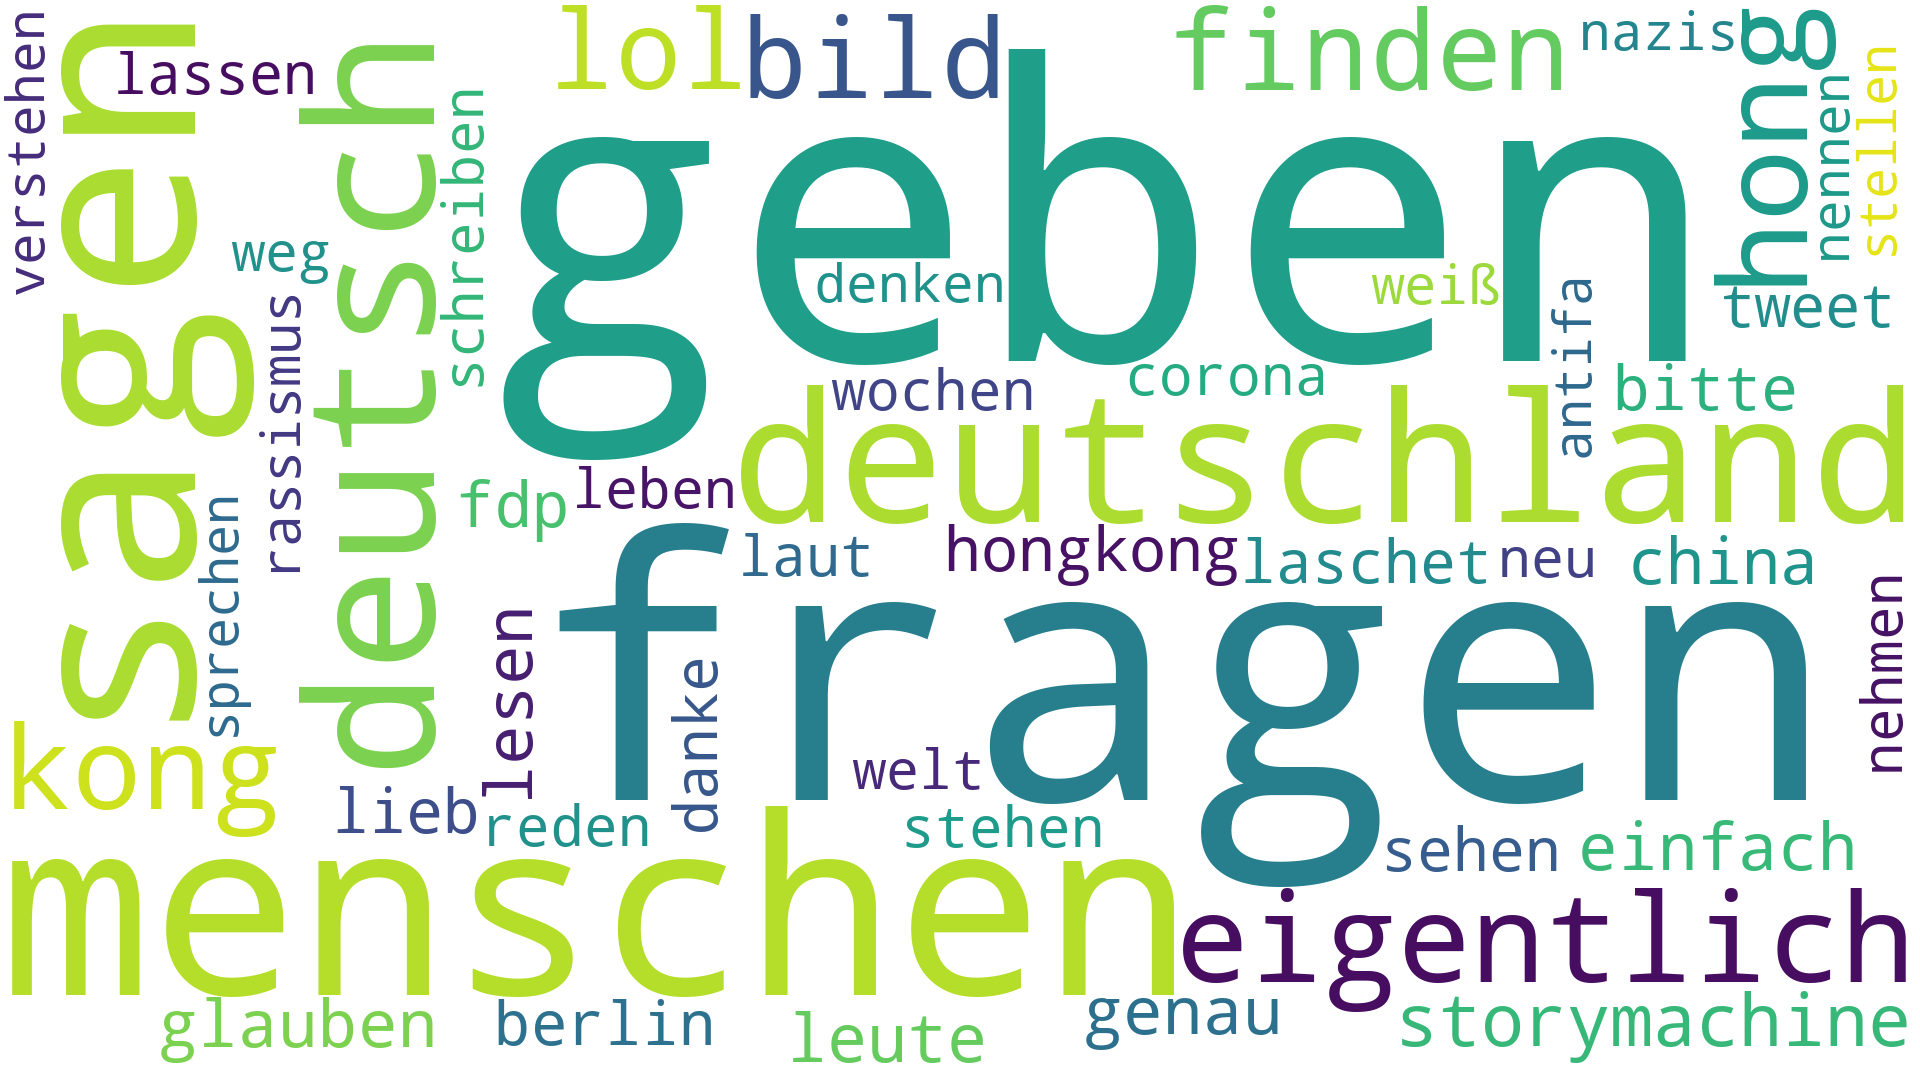 verstehen
lassen
sagen
deutsch
lol
bild
finden
nazis
hong
nennen
stellen
schreiben
geben
weg
denken
weiß
tweet
rassismus
antifa
wochen
corona
bitte
deutschland
fdp
leben
sprechen
fragen
laut
hongkong
laschet
neu
china
lesen
danke
nehmen
kong
welt
lieb
reden
stehen
sehen
einfach
menschen
eigentlich
glauben
berlin
leute
genau
storymachine